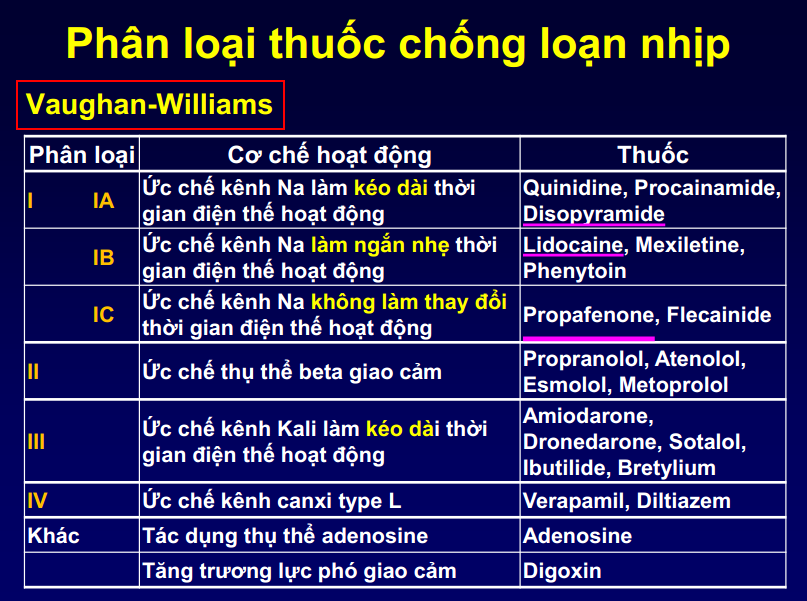 Phân loại thuốc chống loạn nhịp
Vaughan-Williams
Phân loại Cơ chế hoạt động Thuốc
I IA Ức chế kênh Na làm kéo dài thời gian điện thế hoạt động Quinidine, Procainamide, Disopyramide
IB Ức chế kênh Na làm ngắn nhẹ thời gian điện thế hoạt động Lidocaine, Mexiletine, Phenytoin
IC Ức chế kênh Na không làm thay đổi thời gian điện thế hoạt động Propafenone, Flecainide
II Ức chế thụ thể beta giao cảm Propranolol, Atenolol, Esmolol, Metoprolol
III Ức chế kênh Kali làm kéo dài thời gian điện thế hoạt động Amiodarone, Dronedarone, Sotalol, Ibutilide, Bretylium
IV Ức chế kênh canxi type L Verapamil, Diltiazem
Khác Tác dụng thụ thể adenosine Adenosine
Tăng trương lực phó giao cảm Digoxin